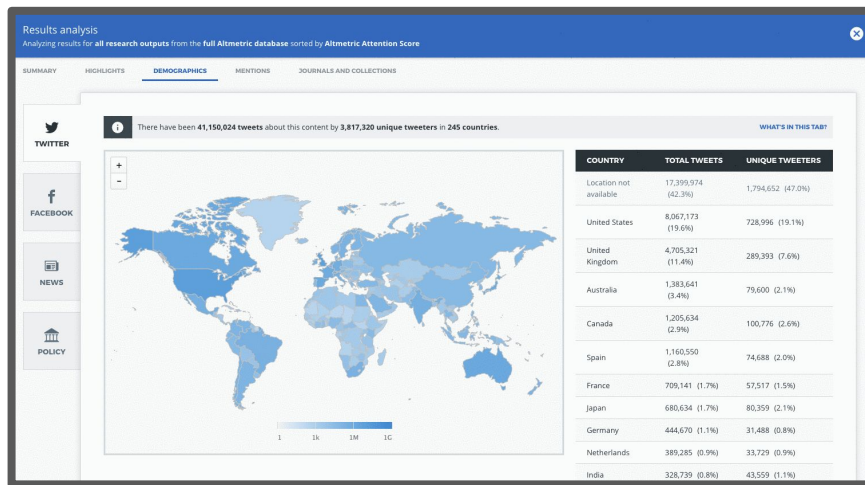 Results analysis
Analyzing results for all research outputs from the full Altmetric database sorted by Altmetric Attention Score
SUMMARY HIGHLIGHTS DEMOGRAPHICS MENTIONS JOURNALS AND COLLECTIONS
There have been 41,150,024 tweets about this content by 3,817,320 unique tweeters in 245 countries. WHAT'S IN THIS TAB?
TWITTER
FACEBOOK
NEWS
POLICY
+
−
1 1k 1M 1G
COUNTRY TOTAL TWEETS UNIQUE TWEETERS
Location not 17,399,974 1,794,652 (47.0%)
available (42.3%)
United States 8,067,173 728,996 (19.1%)
(19.6%)
United 4,705,321 289,393 (7.6%)
Kingdom (11.4%)
Australia 1,383,641 79,600 (2.1%)
(3.4%)
Canada 1,205,634 100,776 (2.6%)
(2.9%)
Spain 1,160,550 74,688 (2.0%)
(2.8%)
France 709,141 (1.7%) 57,517 (1.5%)
Japan 680,634 (1.7%) 80,359 (2.1%)
Germany 444,670 (1.1%) 31,488 (0.8%)
Netherlands 389,285 (0.9%) 33,729 (0.9%)
India 328,739 (0.8%) 43,559 (1.1%)